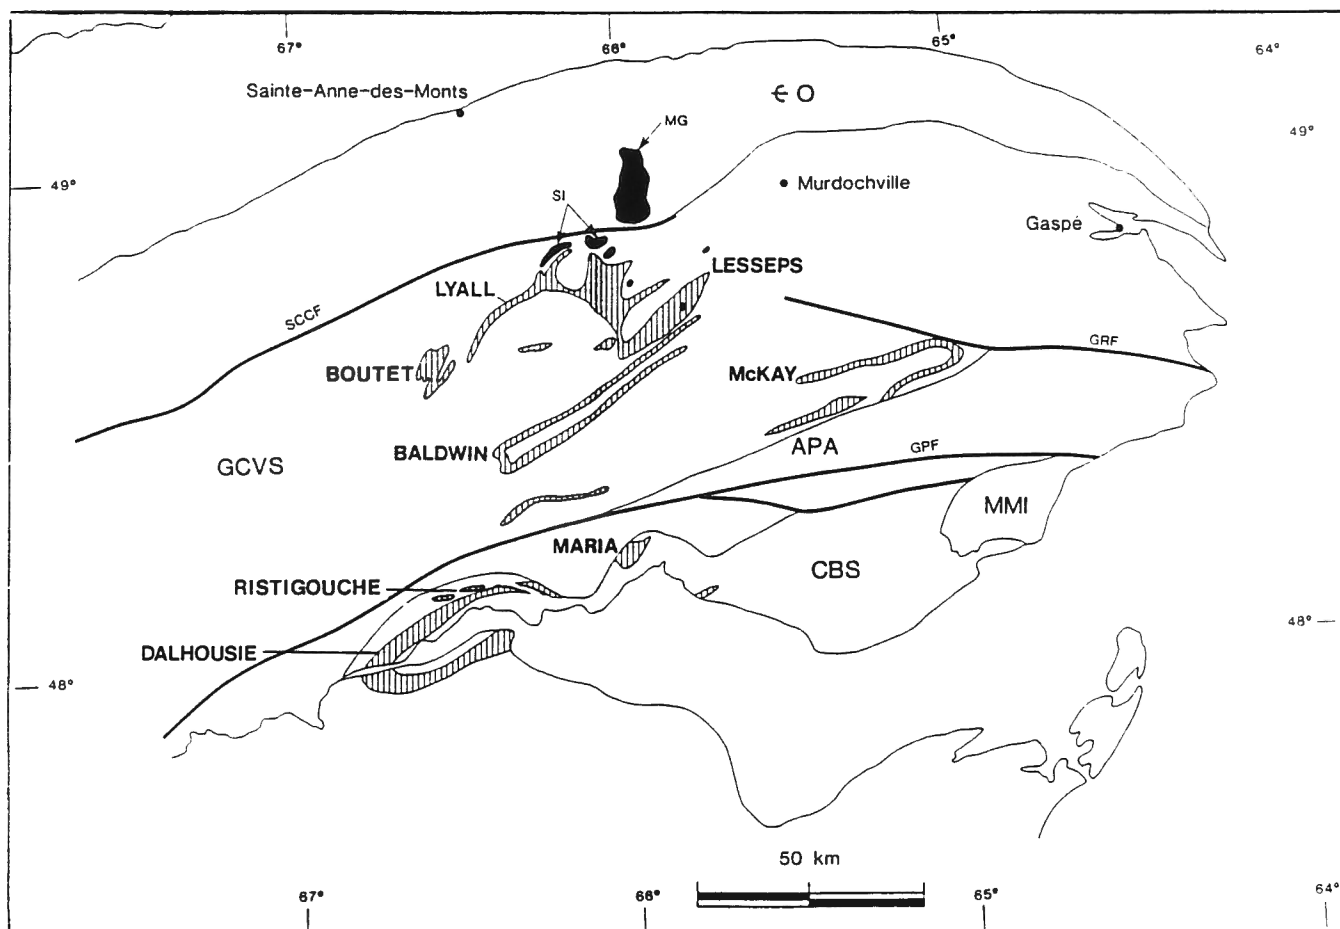 67°
66°
65°
64°
Sainte-Anne-des-Monts
Є O
MG
49°
49°
Murdochville
SI
Gaspé
LESSEPS
LYALL
SCCF
GRF
BOUTET
McKAY
BALDWIN
APA
GPF
GCVS
MMI
MARIA
CBS
RISTIGOUCHE
48°
DALHOUSIE
48°
50 km
67°
66°
65°
64°